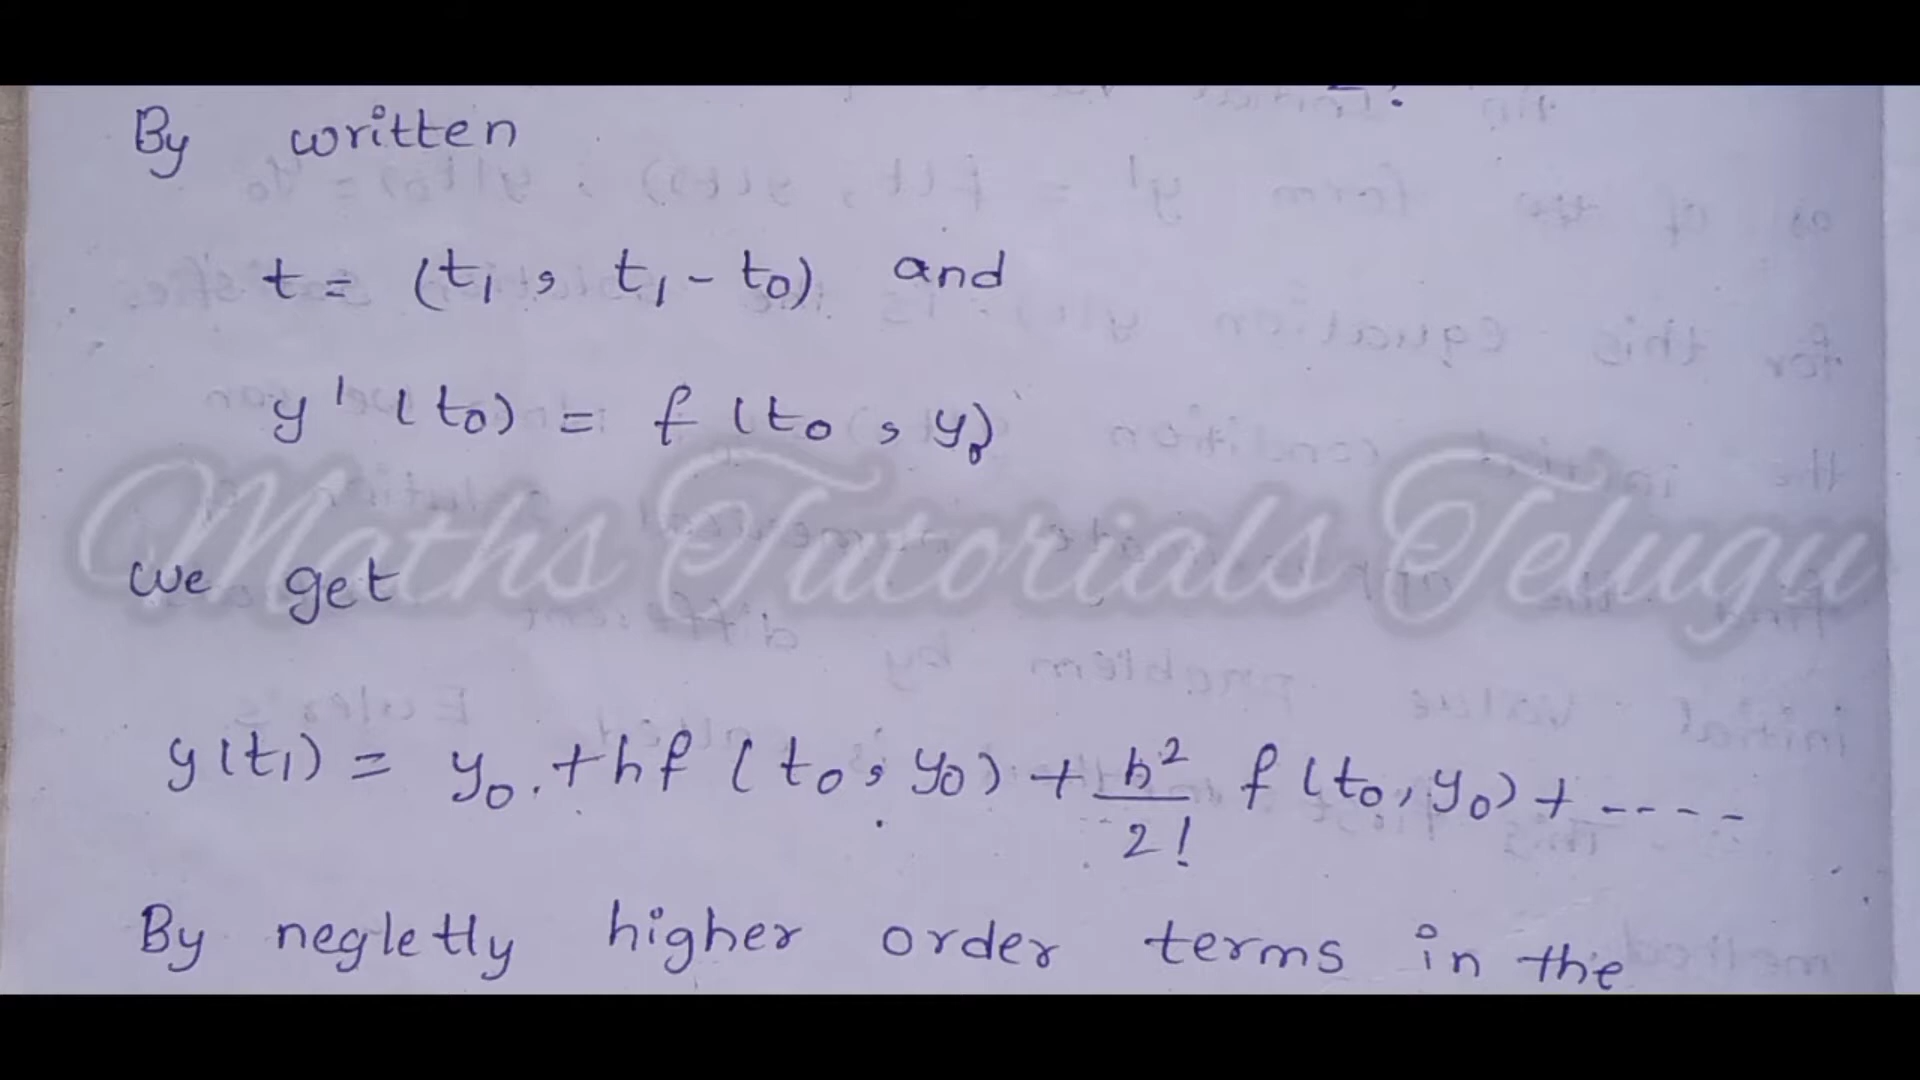 By written
t = (t1, t1 - t0) and
y'(t0) = f(t0, y0)
Maths Tutorials Telugu
we get
y(t1) = y0 . + hf (t0, y0) + h²/2! f(t0, y0) + ----
By negletly higher order terms in the